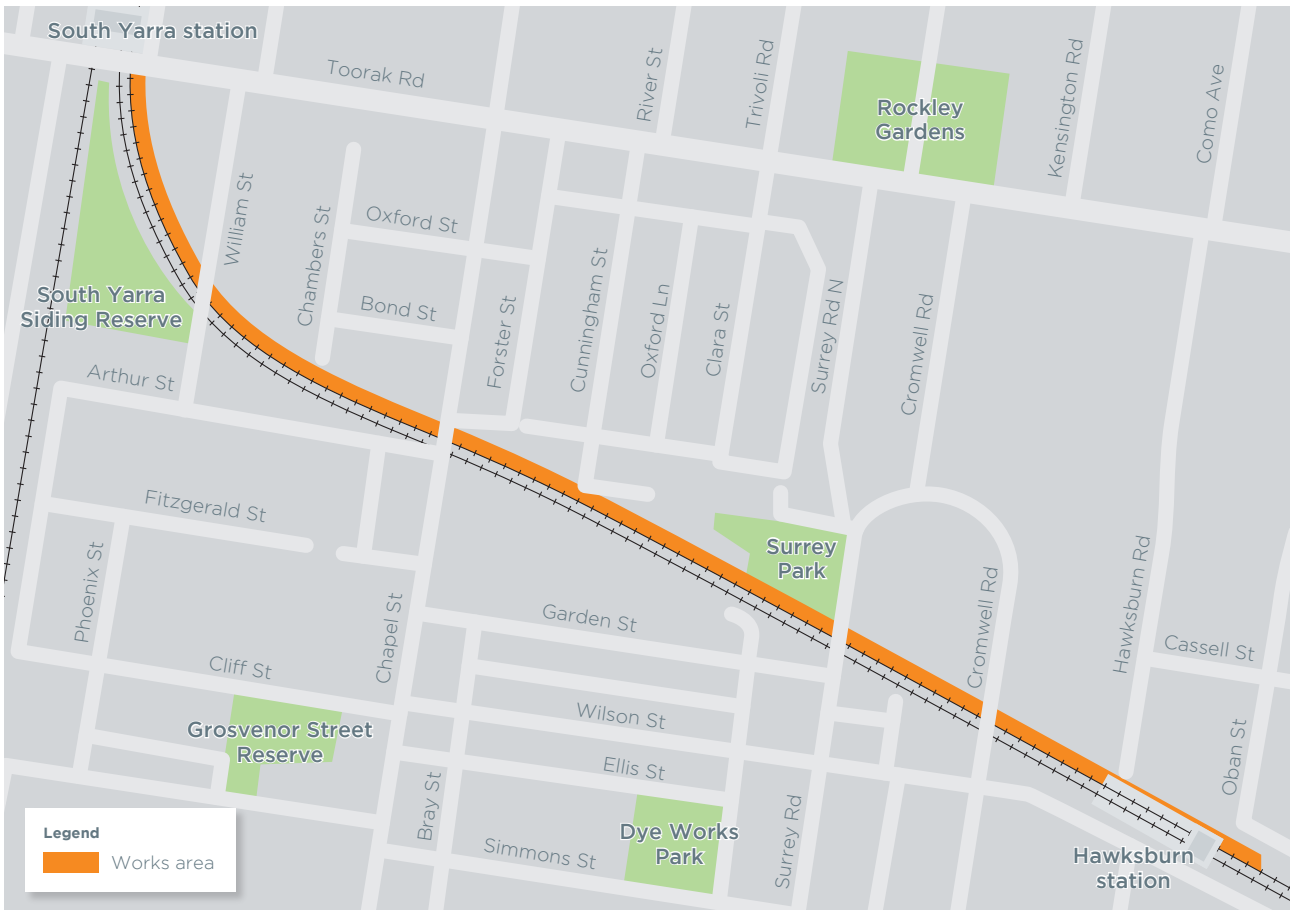 South Yarra station
Toorak Rd
River St
Trivoli Rd
Rockley
Gardens
Kensington Rd
Como Ave
William St
Chambers St
Oxford St
Bond St
South Yarra
Siding Reserve
Forster St
Cunningham St
Oxford Ln
Clara St
Surrey Rd N
Cromwell Rd
Arthur St
Fitzgerald St
Phoenix St
Surrey
Park
Hawksburn Rd
Cromwell Rd
Cassell St
Garden St
Chapel St
Cliff St
Wilson St
Grosvenor Street
Reserve
Ellis St
Oban St
Bray St
Surrey Rd
Dye Works
Park
Simmons St
Hawksburn
station
Legend
Works area